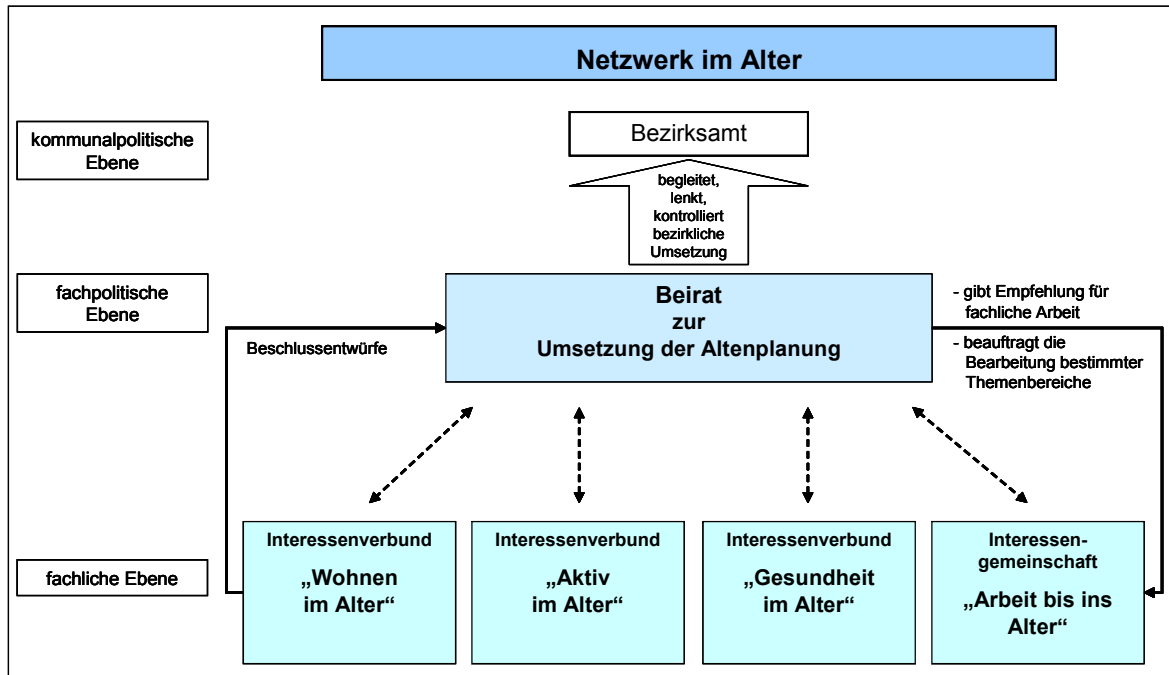 Netzwerk im Alter
kommunalpolitische
Ebene
Bezirksamt
begleitet,
lenkt,
kontrolliert
bezirkliche
Umsetzung
fachpolitische
Ebene
Beirat
zur
Umsetzung der Altenplanung
- gibt Empfehlung für
fachliche Arbeit
- beauftragt die
Bearbeitung bestimmter
Themenbereiche
Beschlussentwürfe
fachliche Ebene
Interessenverbund
„Wohnen
im Alter“
Interessenverbund
„Aktiv
im Alter“
Interessenverbund
„Gesundheit
im Alter“
Interessen-
gemeinschaft
„Arbeit bis ins
Alter“